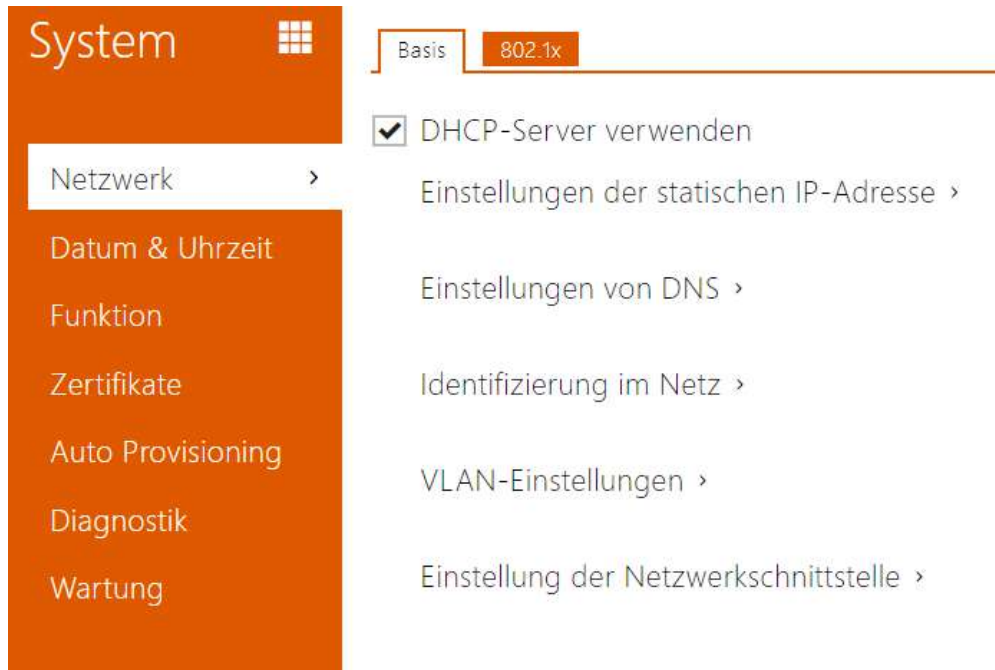 System
Netzwerk
Datum & Uhrzeit
Funktion
Zertifikate
Auto Provisioning
Diagnostik
Wartung
Basis
802.1x
DHCP-Server verwenden
Einstellungen der statischen IP-Adresse
Einstellungen von DNS
Identifizierung im Netz
VLAN-Einstellungen
Einstellung der Netzwerkschnittstelle